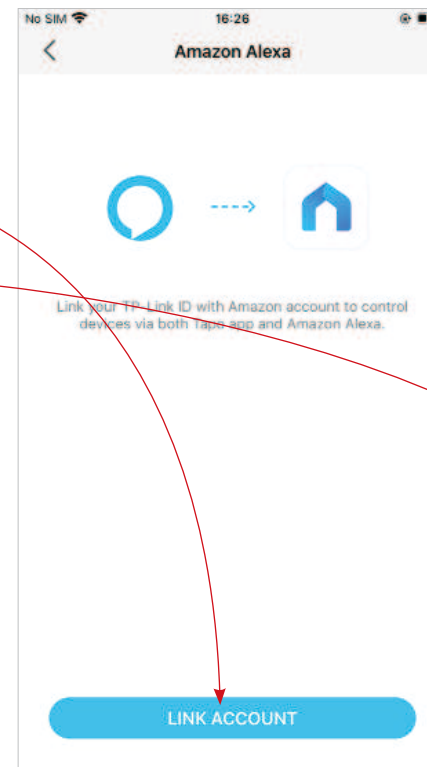 No SIM 16:26
Amazon Alexa
Link your TP-Link ID with Amazon account to control
devices via both Tapo app and Amazon Alexa.
LINK ACCOUNT